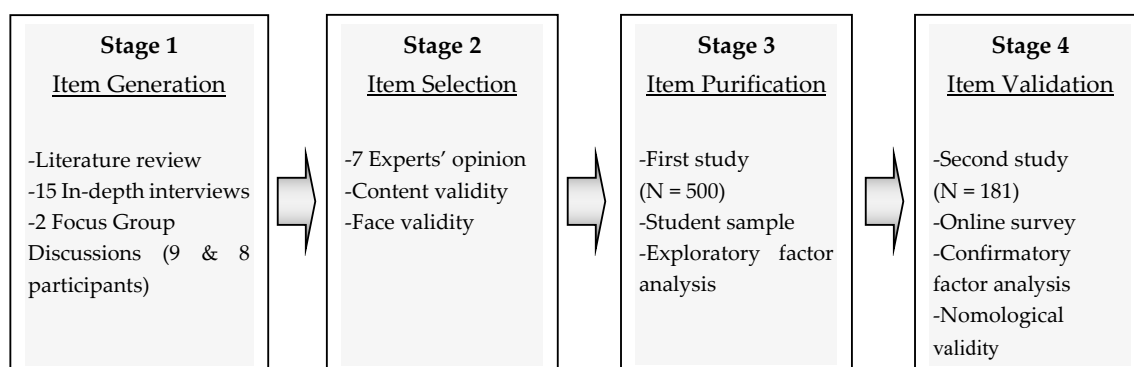 Stage 1
Item Generation
-Literature review
-15 In-depth interviews
-2 Focus Group
Discussions (9 & 8
participants)
Stage 2
Item Selection
-7 Experts’ opinion
-Content validity
-Face validity
Stage 3
Item Purification
-First study
(N = 500)
-Student sample
-Exploratory factor
analysis
Stage 4
Item Validation
-Second study
(N = 181)
-Online survey
-Confirmatory
factor analysis
-Nomological
validity